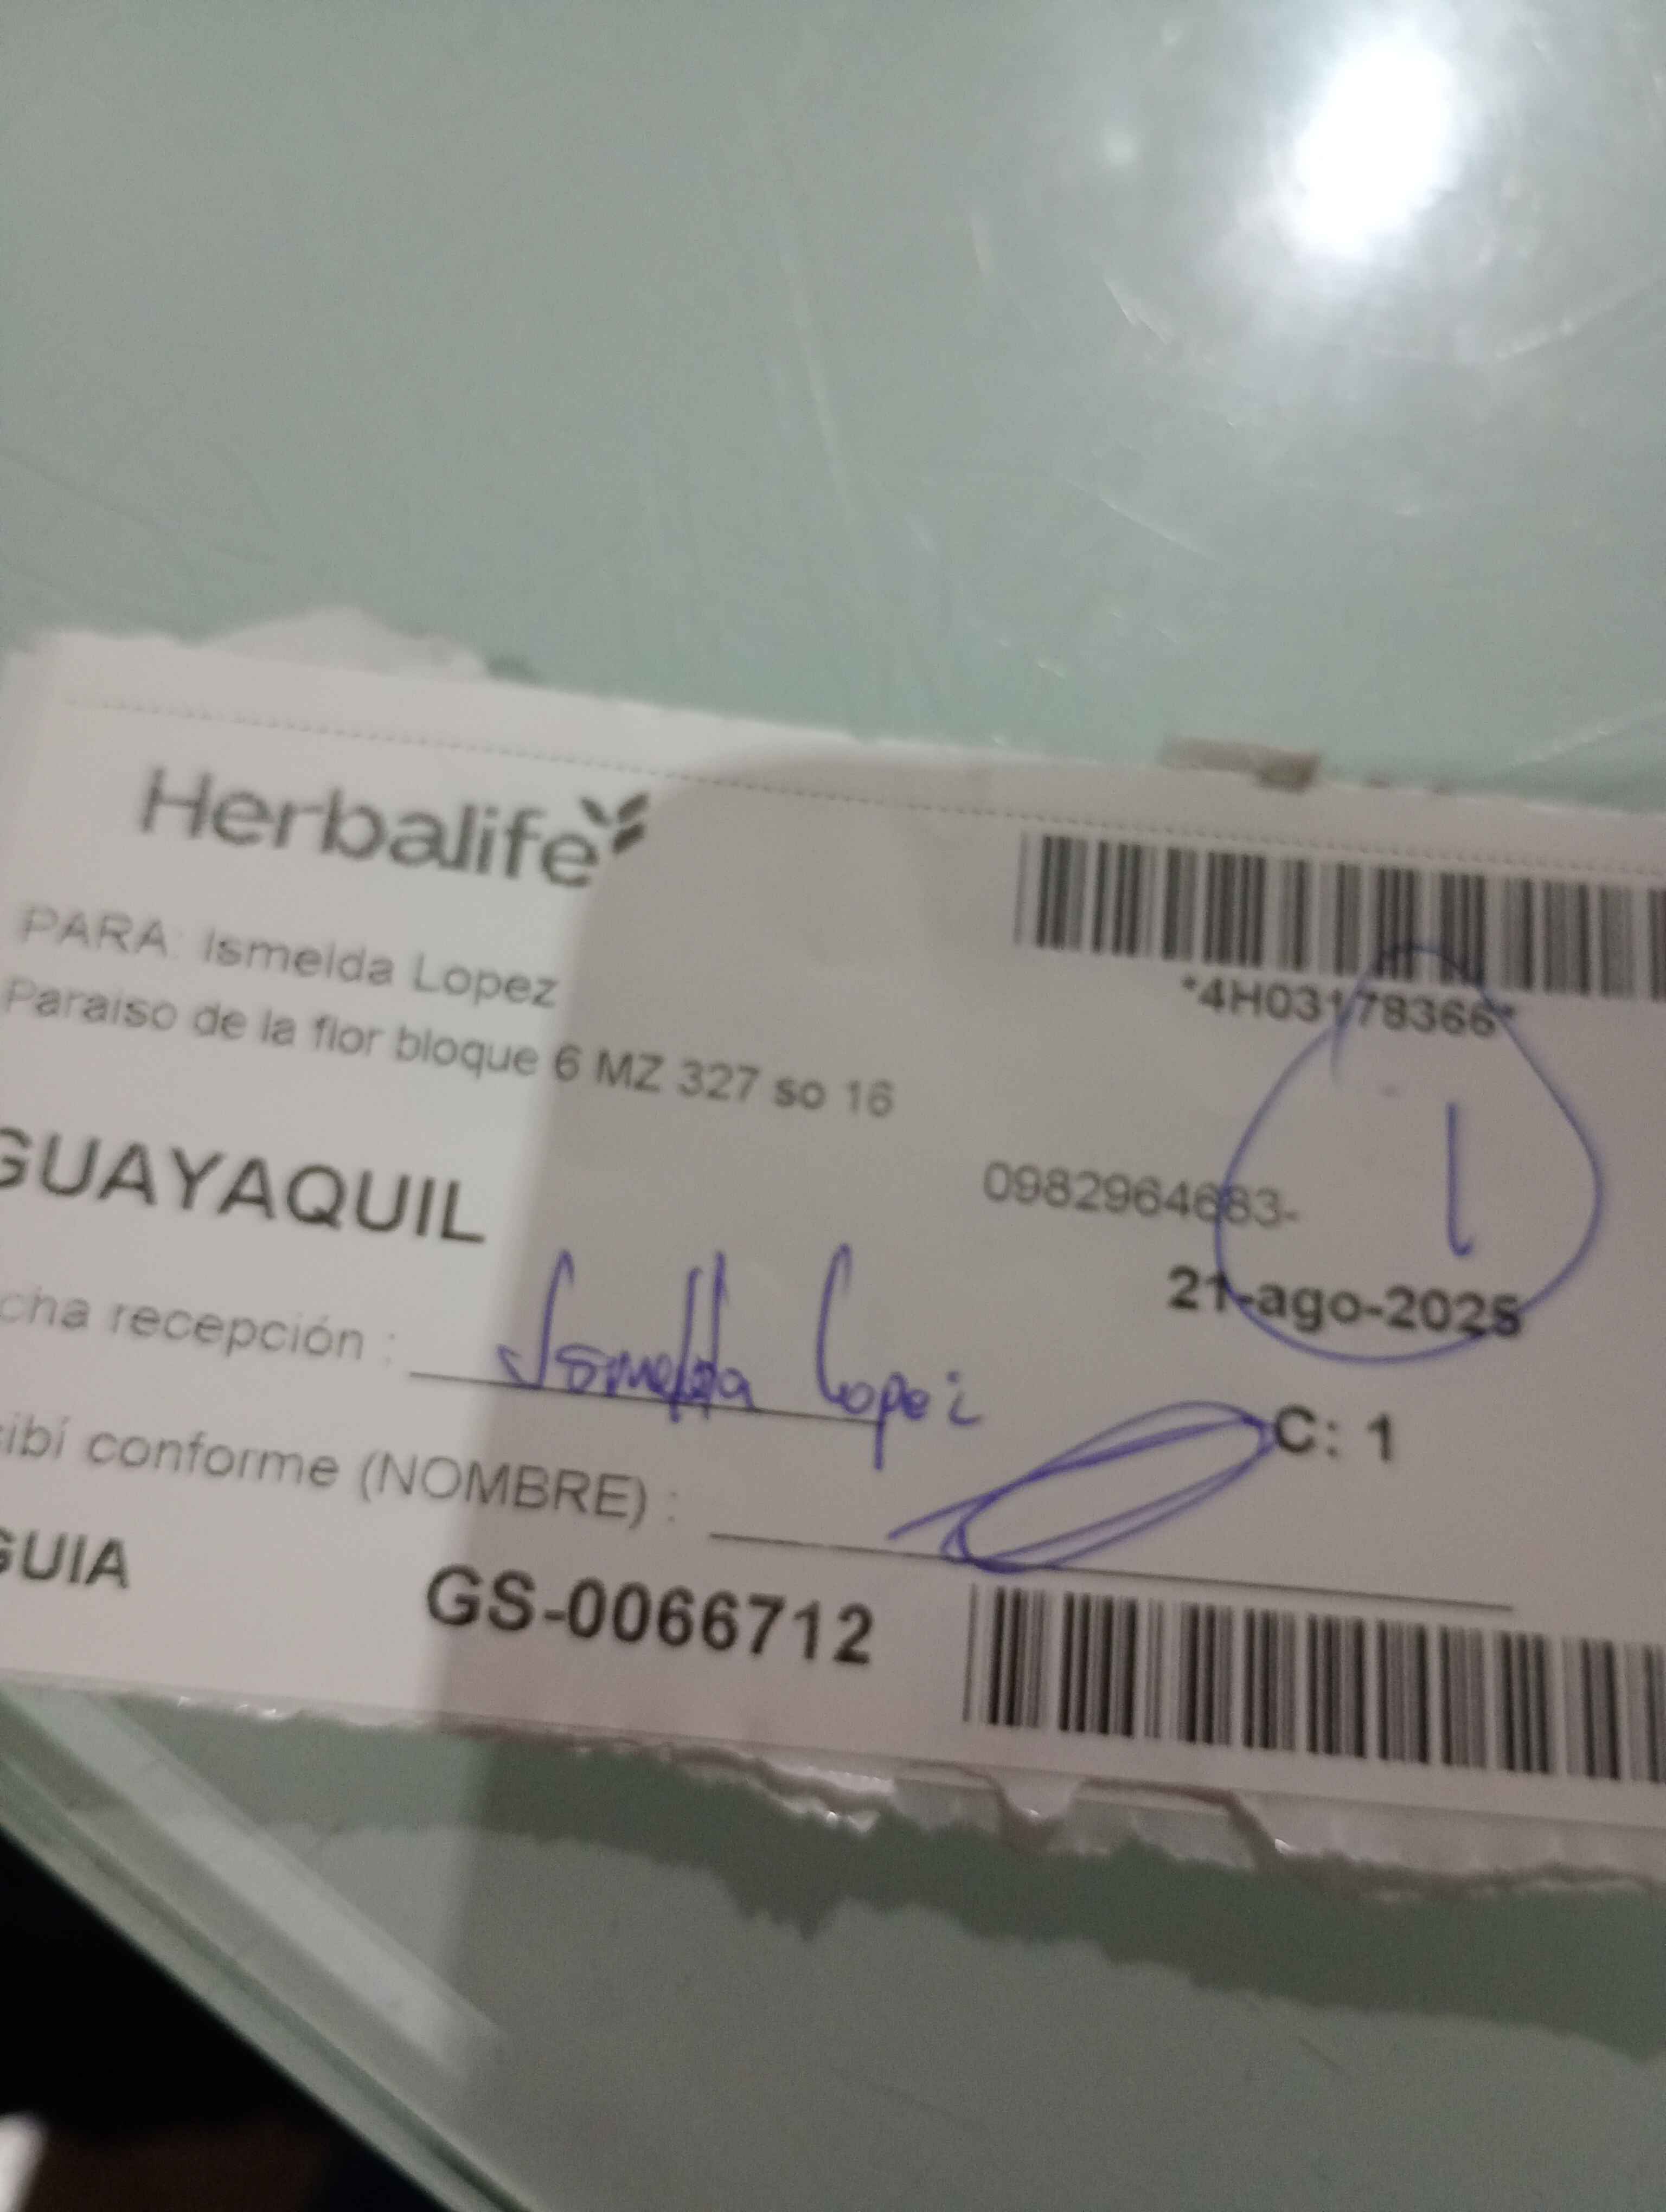 Herbalife
*4H03178366*
PARA: Ismelda Lopez
Paraiso de la flor bloque 6 MZ 327 so 16
GUAYAQUIL
0982964683-
1
21-ago-2025
cha recepción : Ismelda Lopez
C: 1
cibí conforme (NOMBRE) :
GUIA GS-0066712